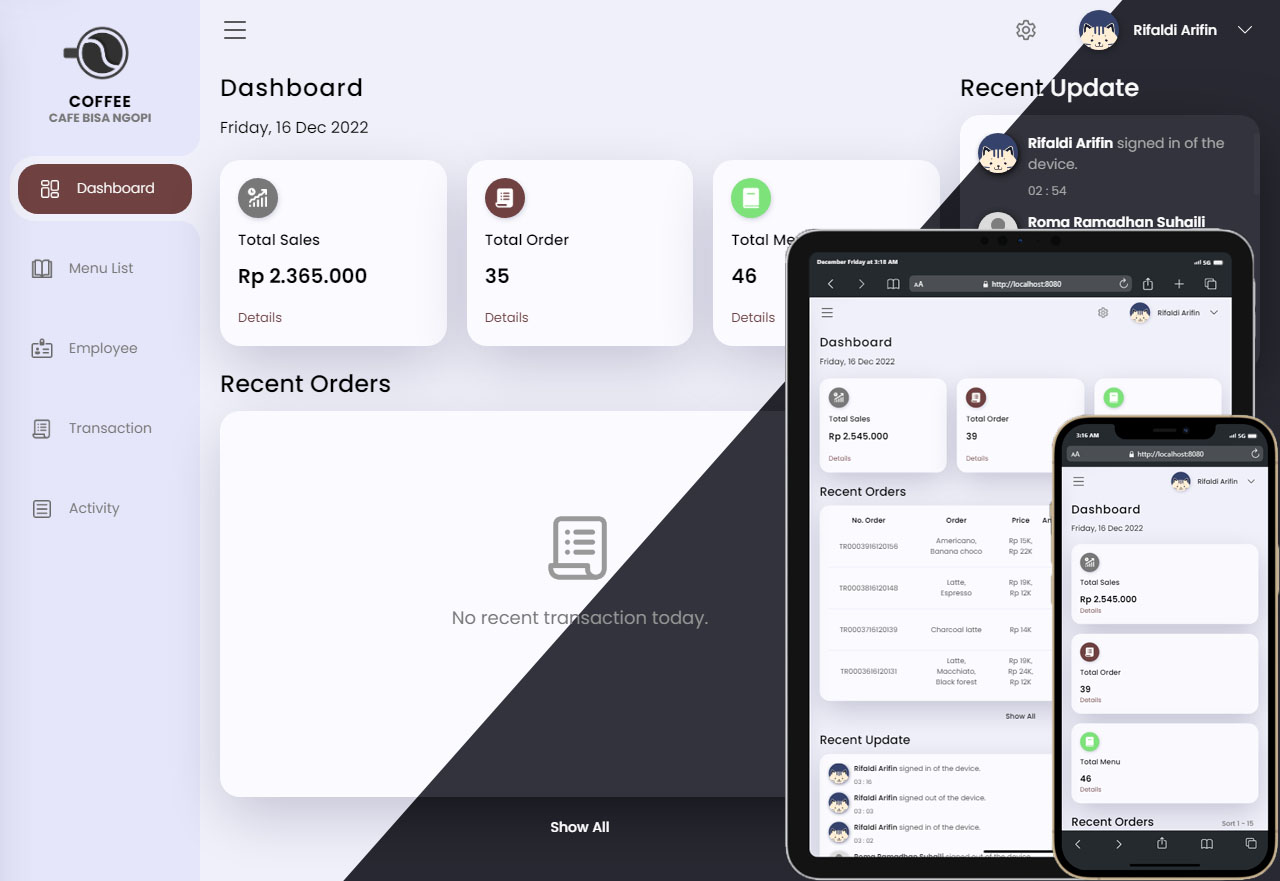 COFFEE
CAFE BISA NGOPI
Dashboard
Menu List
Employee
Transaction
Activity
Rifaldi Arifin
Dashboard
Friday, 16 Dec 2022
Total Sales
Rp 2.365.000
Details
Total Order
35
Details
Total Me
46
Details
Recent Orders
No recent transaction today.
Show All
Recent Update
Rifaldi Arifin signed in of the
device.
02 : 54
Roma Ramadhan Suhaili
December Friday at 3:18 AM
5G
AA
http://localhost:8080
Rifaldi Arifin
Dashboard
Friday, 16 Dec 2022
Total Sales
Rp 2.545.000
Details
Total Order
39
Details
Recent Orders
No. Order Order Price An
TR0003916120156 Americano, Rp 15K,
Banana choco Rp 22K
TR0003816120148 Latte, Rp 19K,
Espresso Rp 12K
TR0003716120139 Charcoal latte Rp 14K
TR0003616120131 Latte, Rp 19K,
Macchiato, Rp 24K,
Black forest Rp 12K
Show All
Recent Update
Rifaldi Arifin signed in of the device.
03 : 16
Rifaldi Arifin signed out of the device.
03 : 03
Rifaldi Arifin signed in of the device.
03 : 02
Roma Ramadhan Suhaili signed out of the device.
3:16 AM
5G
AA
http://localhost:8080
Rifaldi Arifin
Dashboard
Friday, 16 Dec 2022
Total Sales
Rp 2.545.000
Details
Total Order
39
Details
Total Menu
46
Details
Recent Orders
Sort 1 - 15